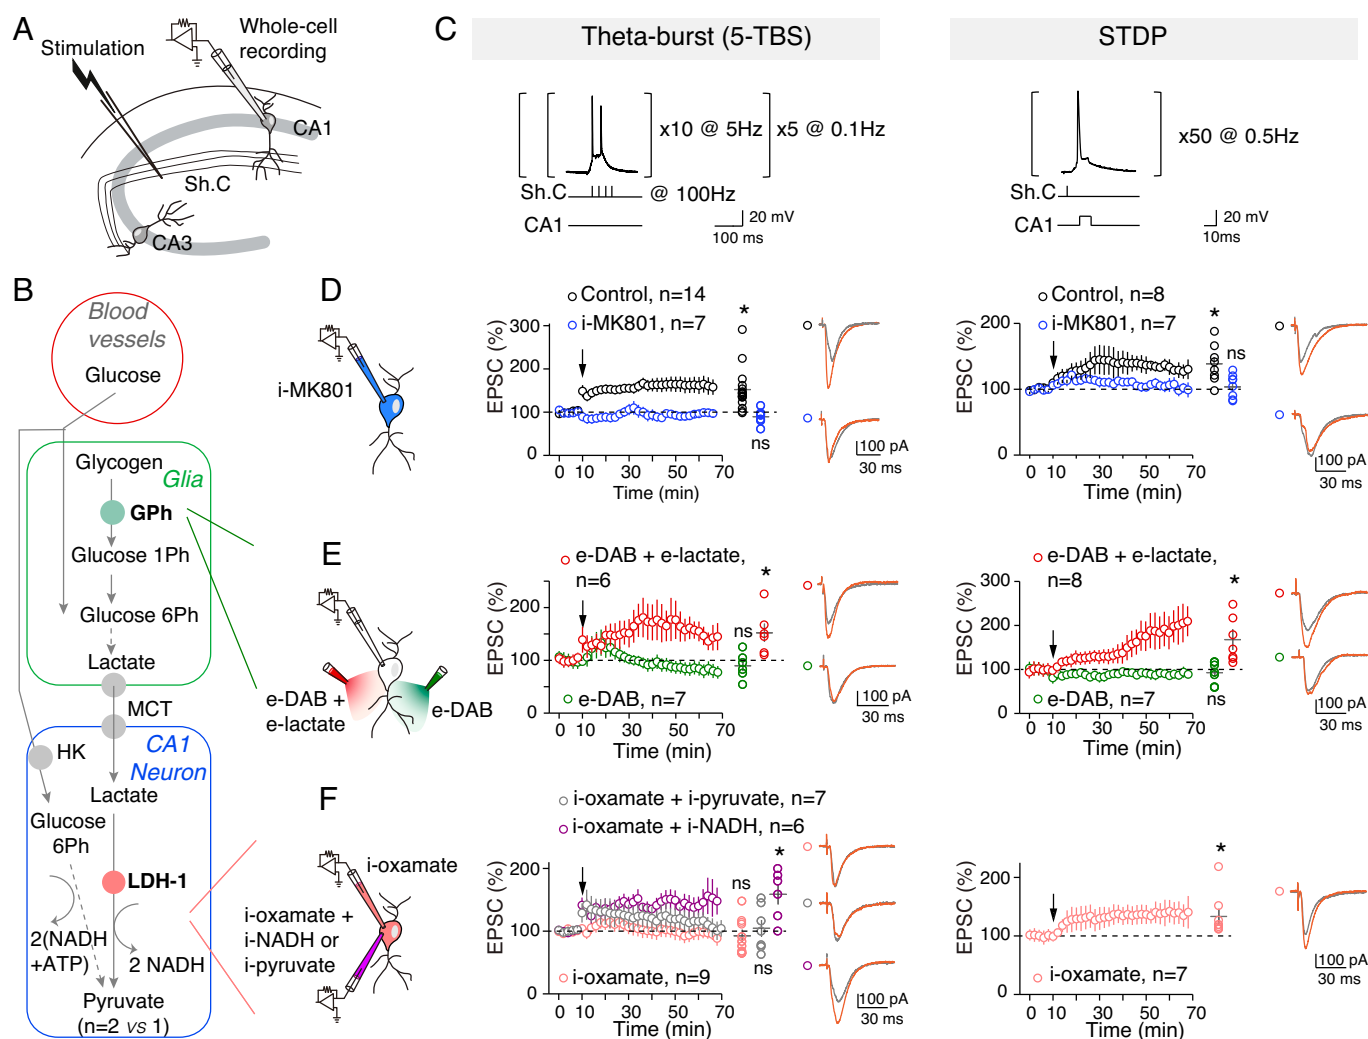 A
Stimulation
Whole-cell
recording
CA1
Sh.C
CA3
B
Blood
vessels
Glucose
Glycogen
Glia
GPh
Glucose 1Ph
Glucose 6Ph
Lactate
MCT
HK
CA1
Neuron
Lactate
Glucose
6Ph
LDH-1
2(NADH
+ATP)
2 NADH
Pyruvate
(n=2 vs 1)
C
Theta-burst (5-TBS)
x10 @ 5Hz
x5 @ 0.1Hz
Sh.C
@ 100Hz
CA1
20 mV
100 ms
STDP
x50 @ 0.5Hz
Sh.C
CA1
20 mV
10ms
D
i-MK801
Control, n=14
i-MK801, n=7
EPSC (%)
300
200
100
0
*
ns
0 10 30 50 70
Time (min)
100 pA
30 ms
Control, n=8
i-MK801, n=7
EPSC (%)
200
100
0
*
ns
0 10 30 50 70
Time (min)
100 pA
30 ms
E
e-DAB +
e-lactate
e-DAB
e-DAB + e-lactate,
n=6
EPSC (%)
200
100
0
ns
*
e-DAB, n=7
0 10 30 50 70
Time (min)
100 pA
30 ms
e-DAB + e-lactate,
n=8
EPSC (%)
300
200
100
0
*
ns
e-DAB, n=7
0 10 30 50 70
Time (min)
100 pA
30 ms
F
i-oxamate
i-oxamate +
i-NADH or
i-pyruvate
i-oxamate + i-pyruvate, n=7
i-oxamate + i-NADH, n=6
EPSC (%)
200
100
0
ns
*
ns
i-oxamate, n=9
0 10 30 50 70
Time (min)
100 pA
30 ms
EPSC (%)
200
100
0
*
i-oxamate, n=7
0 10 30 50 70
Time (min)
100 pA
30 ms